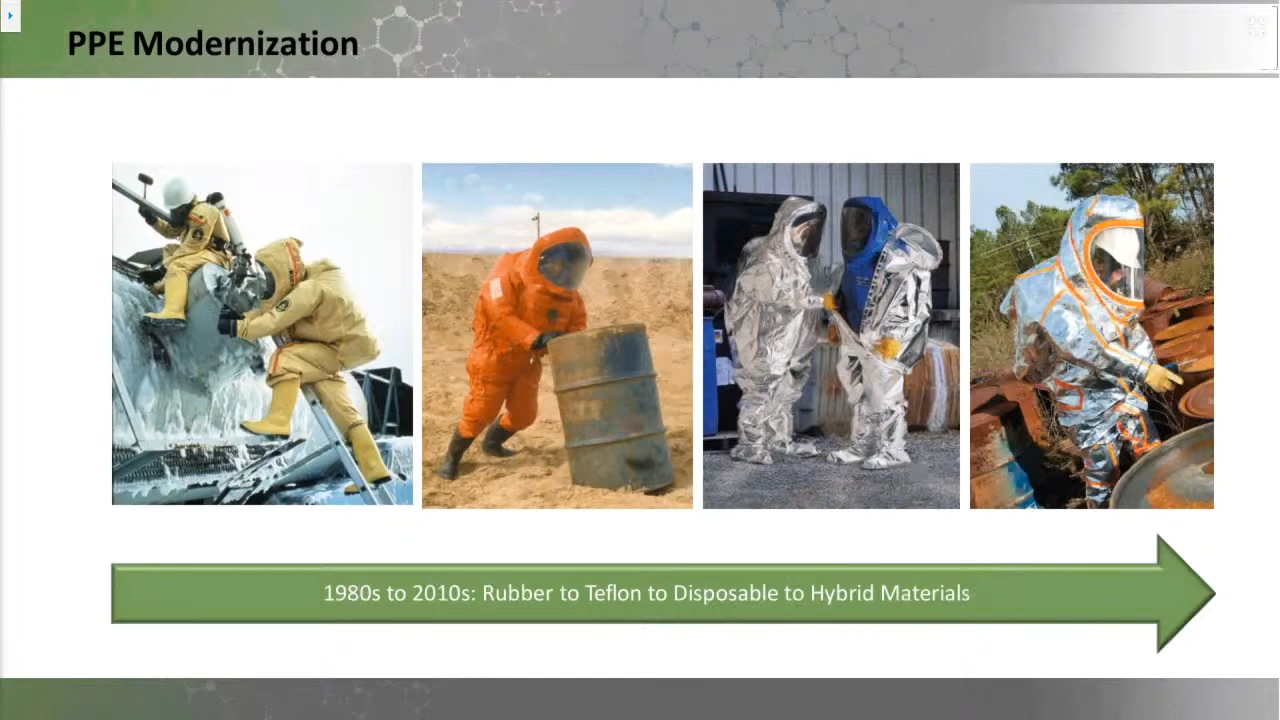 PPE Modernization
1980s to 2010s: Rubber to Teflon to Disposable to Hybrid Materials